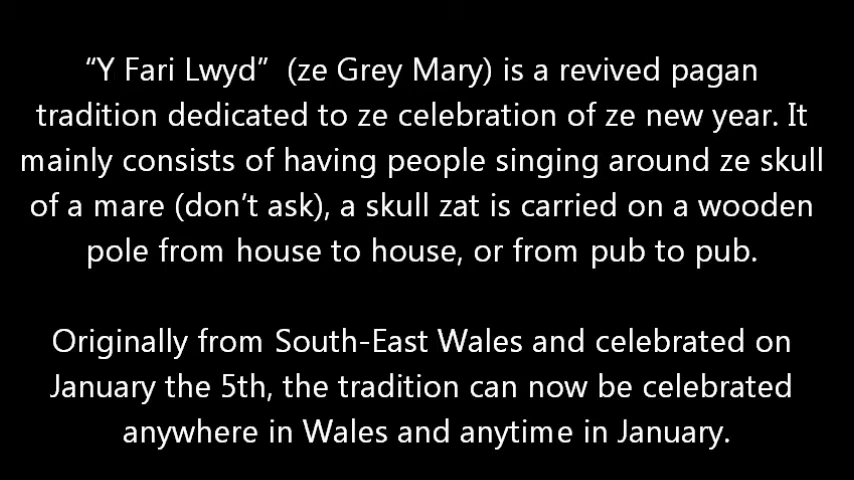 “Y Fari Lwyd” (ze Grey Mary) is a revived pagan
tradition dedicated to ze celebration of ze new year. It
mainly consists of having people singing around ze skull
of a mare (don’t ask), a skull zat is carried on a wooden
pole from house to house, or from pub to pub.
Originally from South-East Wales and celebrated on
January the 5th, the tradition can now be celebrated
anywhere in Wales and anytime in January.